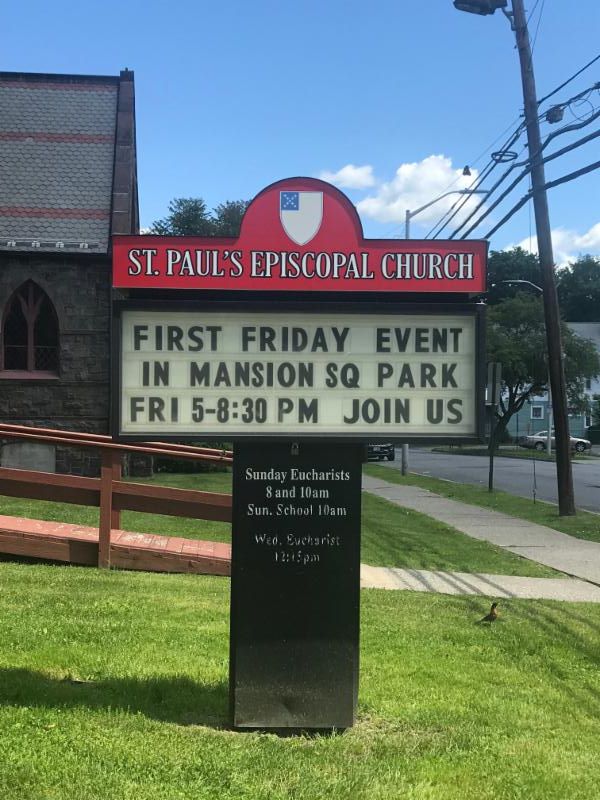 ST. PAUL'S EPISCOPAL CHURCH
FIRST FRIDAY EVENT
IN MANSION SQ PARK
FRI 5-8:30 PM JOIN US
Sunday Eucharists
8 and 10am
Sun. School 10am
Wed. Eucharist
12:15pm